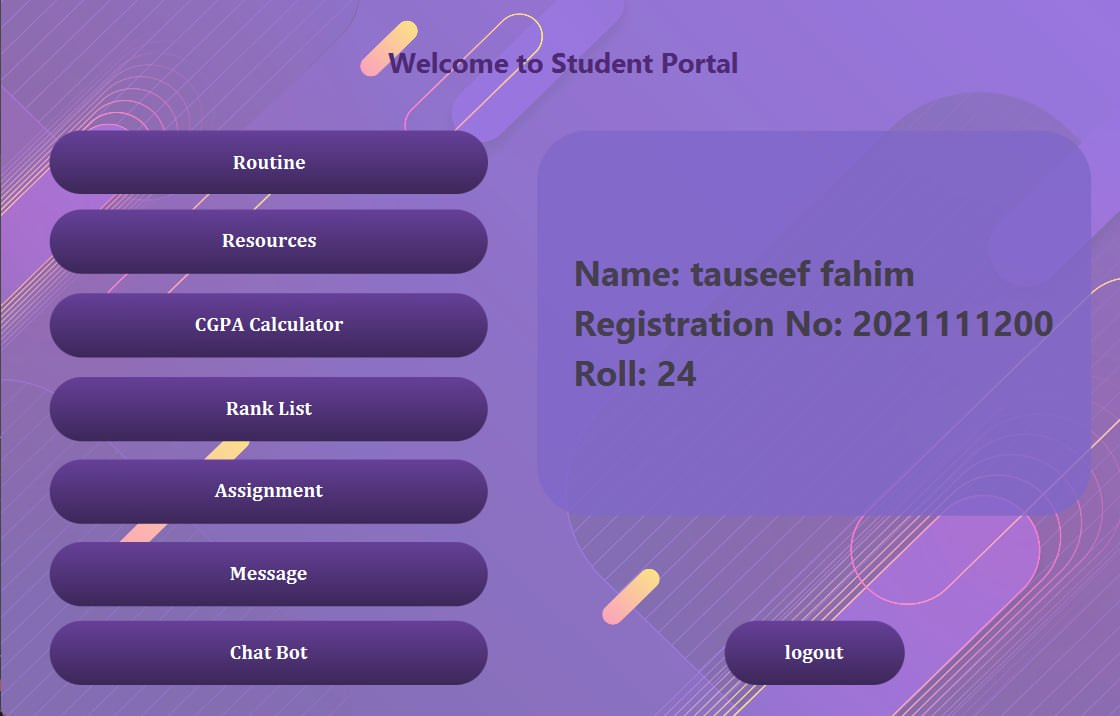 Welcome to Student Portal
Routine
Resources
CGPA Calculator
Rank List
Assignment
Message
Chat Bot
Name: tauseef fahim
Registration No: 2021111200
Roll: 24
logout